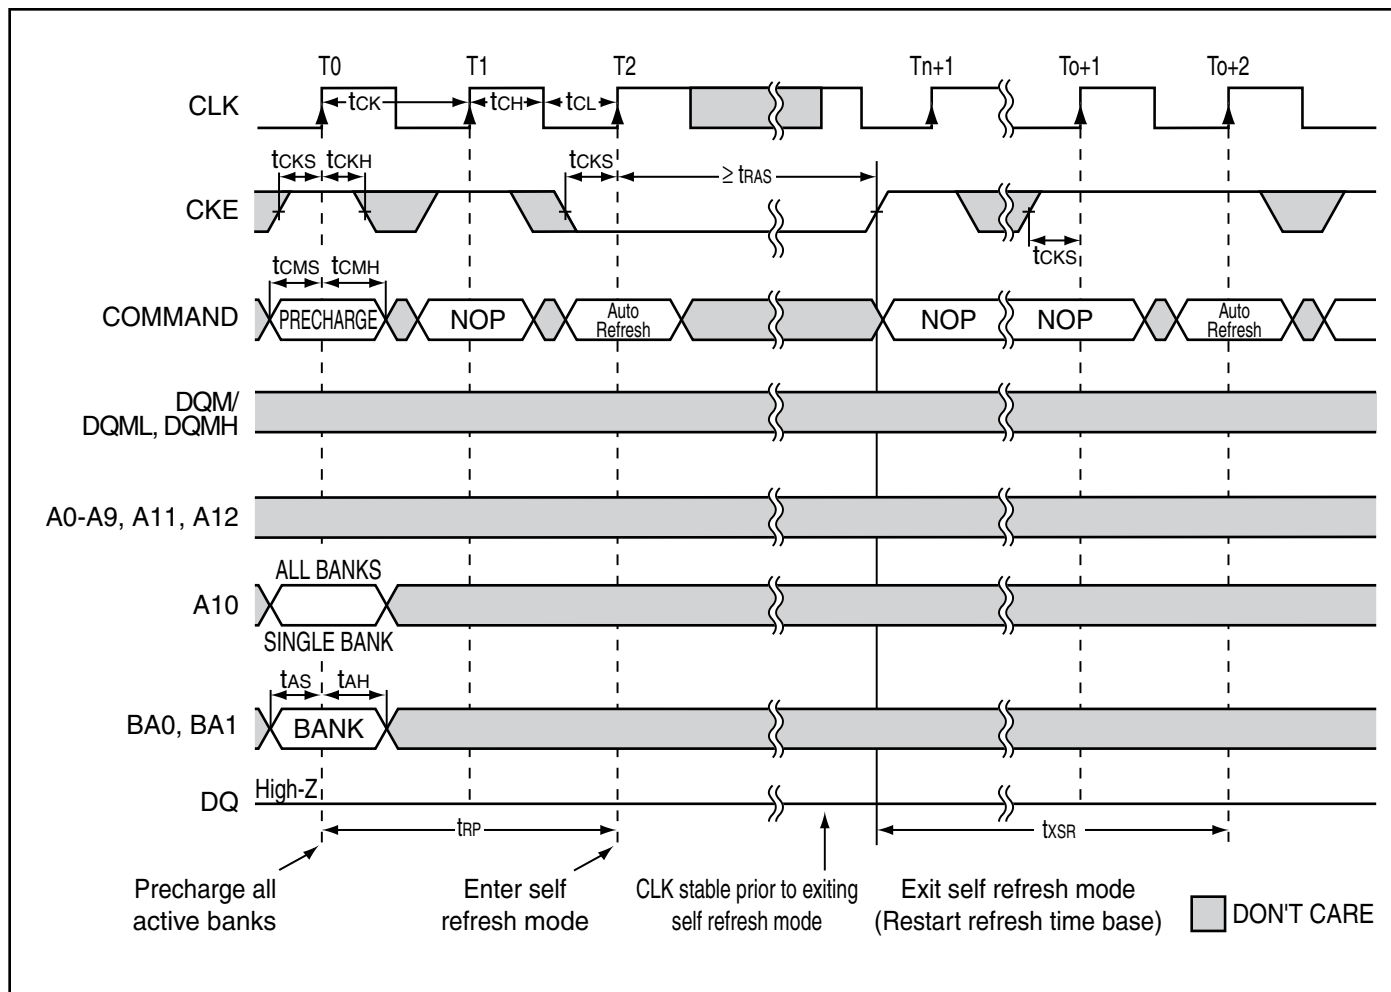 T0 T1 T2 Tn+1 To+1 To+2
CLK tCK tCH tCL
tCKS tCKH tCKS ≥ tRAS
CKE
tCKS
tCMS tCMH
COMMAND PRECHARGE NOP Auto Refresh NOP NOP Auto Refresh
DQM/
DQML, DQMH
A0-A9, A11, A12
ALL BANKS
A10
SINGLE BANK
tAS tAH
BA0, BA1 BANK
High-Z
DQ
tRP tXSR
Precharge all
active banks
Enter self
refresh mode
CLK stable prior to exiting
self refresh mode
Exit self refresh mode
(Restart refresh time base)
DON'T CARE